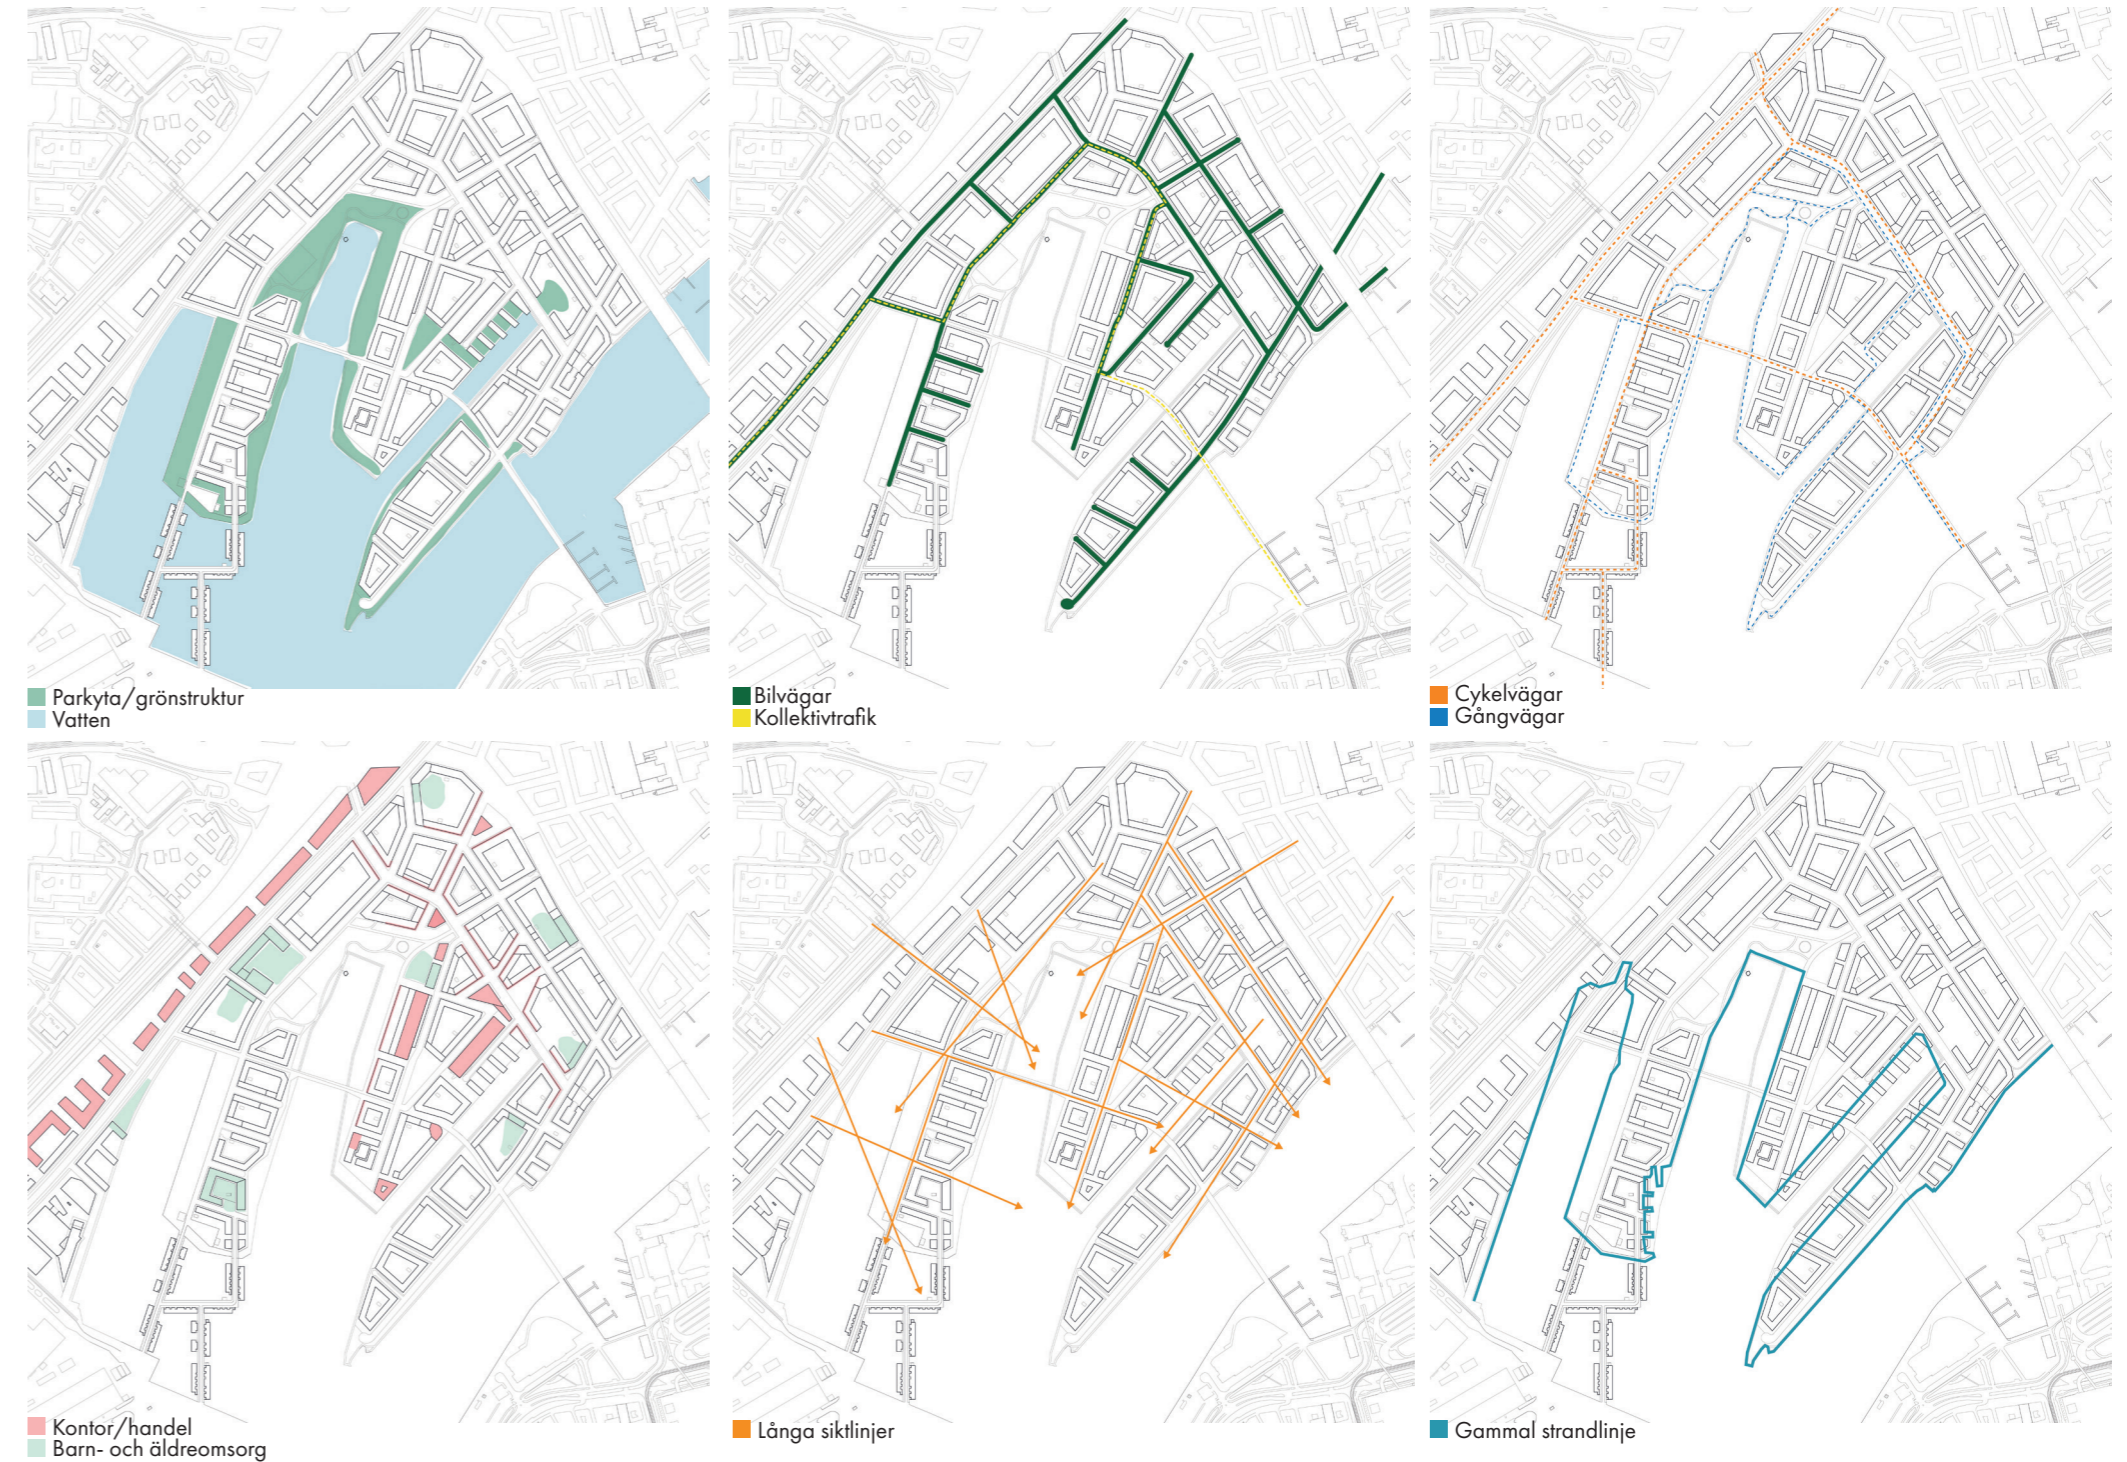 Parkyta/grönstruktur
Vatten
Bilvägar
Kollektivtrafik
Cykelvägar
Gångvägar
Kontor/handel
Barn- och äldreomsorg
Långa siktlinjer
Gammal strandlinje